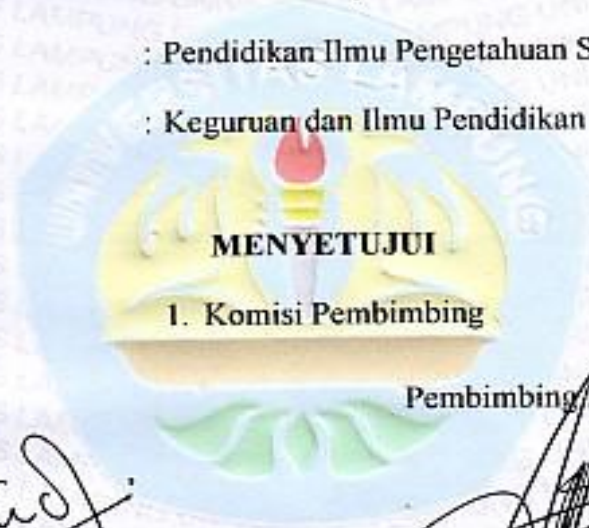 : Pendidikan Ilmu Pengetahuan S
: Keguruan dan Ilmu Pendidikan
MENYETUJUI
1. Komisi Pembimbing
Pembimbing